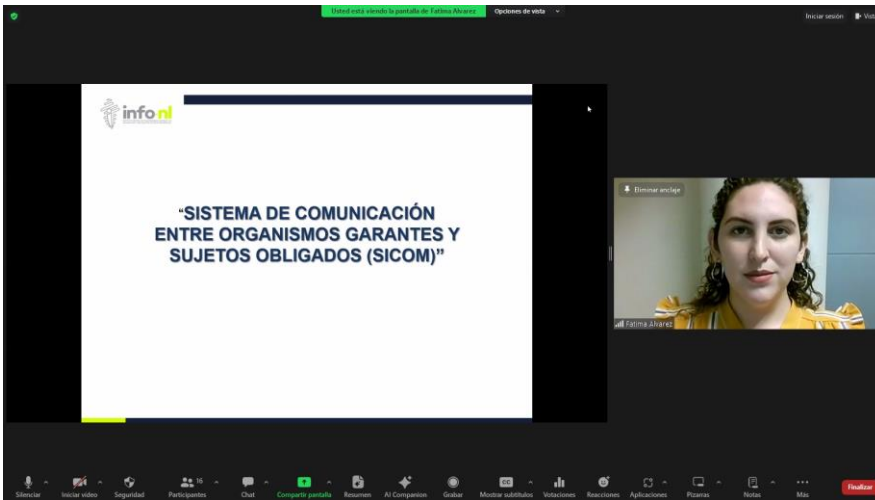 Usted está viendo la pantalla de Fatima Alvarez
Opciones de vista
Iniciar sesión
info nl
“SISTEMA DE COMUNICACIÓN
ENTRE ORGANISMOS GARANTES Y
SUJETOS OBLIGADOS (SICOM)”
Eliminar anclaje
Fatima Alvarez
16
Silenciar Iniciar video Seguridad Participantes Chat Compartir pantalla Resumen AI Companion Grabar CC Mostrar subtítulos Votaciones Reacciones Aplicaciones Pizarras Notas Más Finalizar